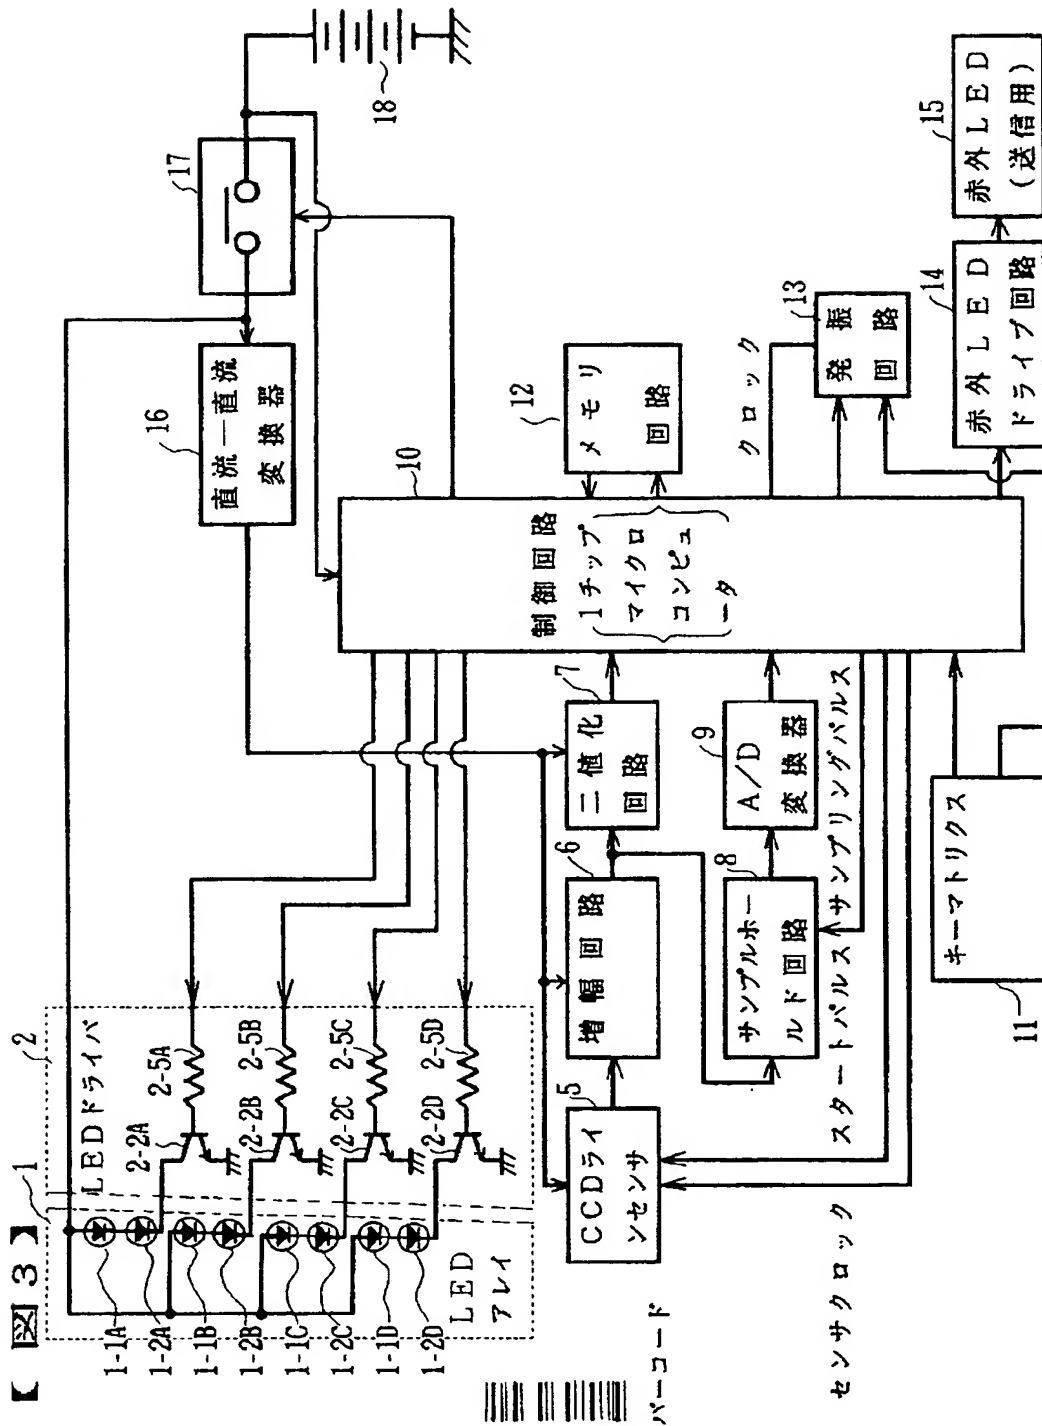 【図3】
1
2
LEDドライバ
LED
アレイ
1-1A
1-2A
1-1B
1-2B
1-1C
1-2C
1-1D
1-2D
2-2A
2-5A
2-2B
2-5B
2-2C
2-5C
2-2D
2-5D
16
直流―直流
変換器
17
18
バーコード
5
CCDライ
ンセンサ
6
増幅回路
7
二値化
回路
8
サンプルホー
ルド回路
9
A/D
変換器
10
制御回路
1チップ
マイクロ
コンピュ
ータ
12
メモリ
回路
クロック
13
発振
回路
14
赤外LED
ドライブ回路
15
赤外LED
(送信用)
センサクロック
スタートパルス
サンプリングパルス
11
キーマトリクス